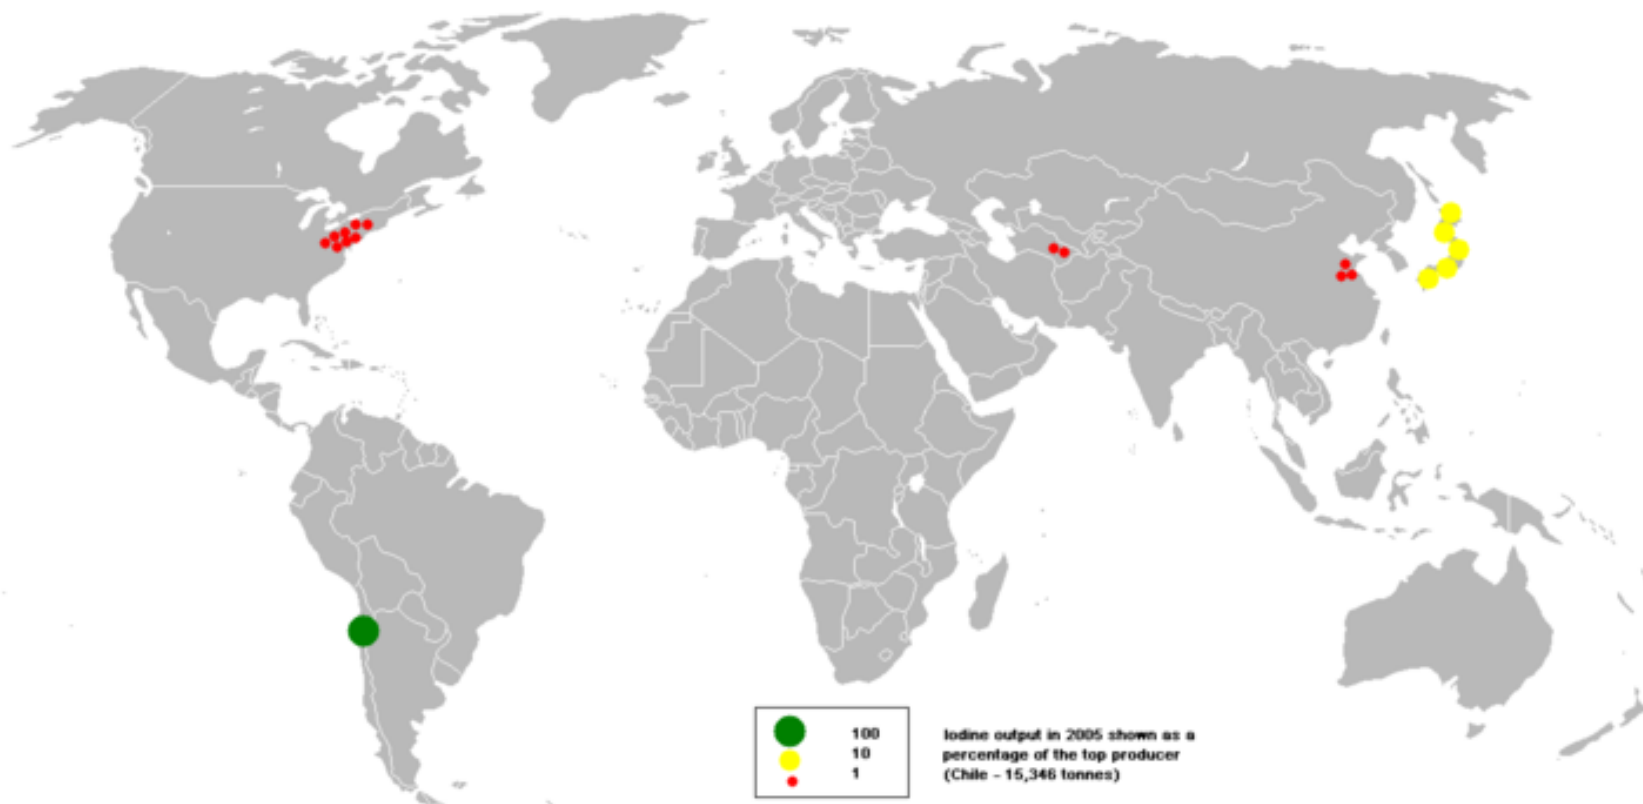 100
10
1
Iodine output in 2005 shown as a
percentage of the top producer
(Chile - 15,346 tonnes)